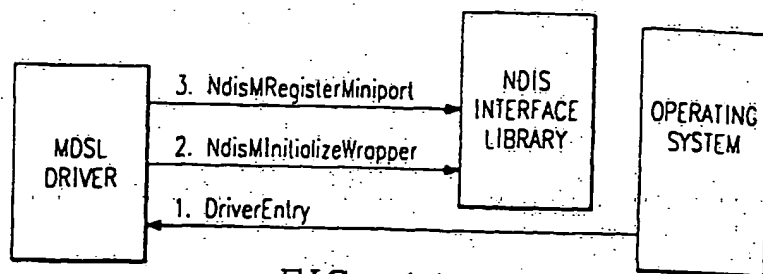 3. NdisMRegisterMiniport
NDIS
INTERFACE
LIBRARY
OPERATING
SYSTEM
MDSL
DRIVER
2. NdisMInitializeWrapper
1. DriverEntry